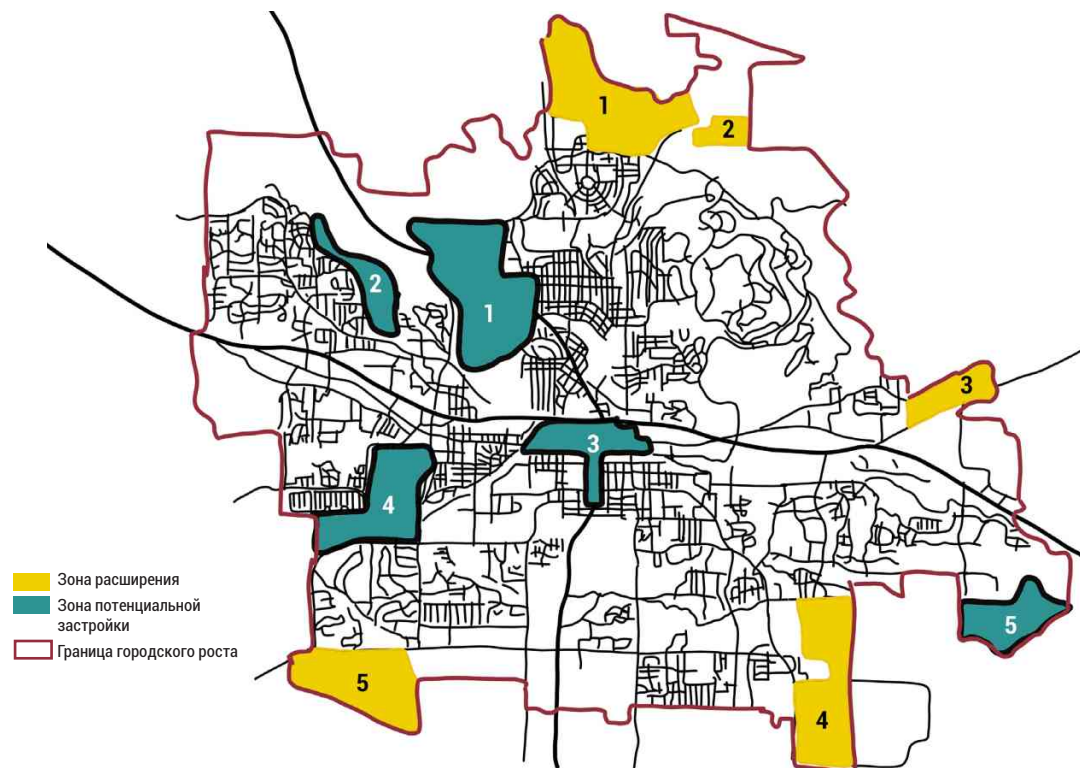 1
2
2
1
3
3
4
5
5
4
Зона расширения
Зона потенциальной
застройки
Граница городского роста